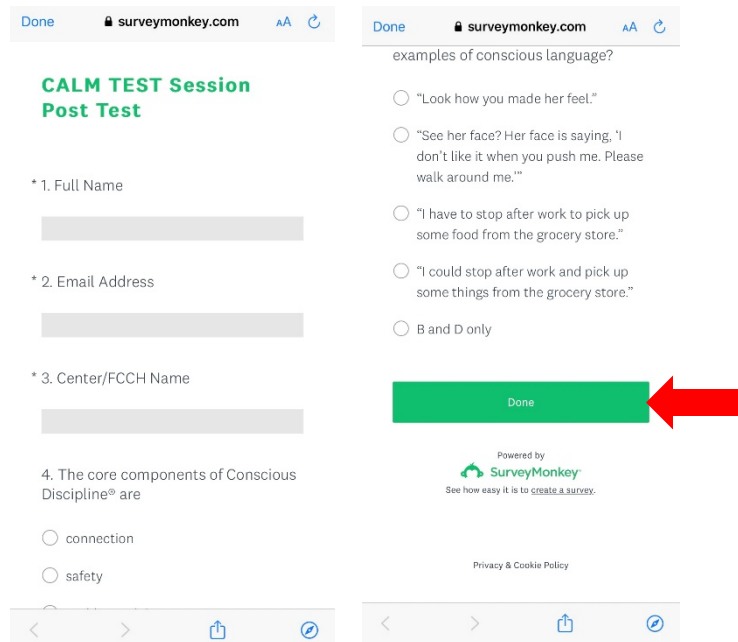 Done
surveymonkey.com
AA
CALM TEST Session
Post Test
* 1. Full Name
* 2. Email Address
* 3. Center/FCCH Name
4. The core components of Conscious
Discipline® are
connection
safety
Done
surveymonkey.com
AA
examples of conscious language?
"Look how you made her feel."
"See her face? Her face is saying, 'I
don't like it when you push me. Please
walk around me.'"
"I have to stop after work to pick up
some food from the grocery store."
"I could stop after work and pick up
some things from the grocery store."
B and D only
Done
Powered by
SurveyMonkey
See how easy it is to create a survey.
Privacy & Cookie Policy